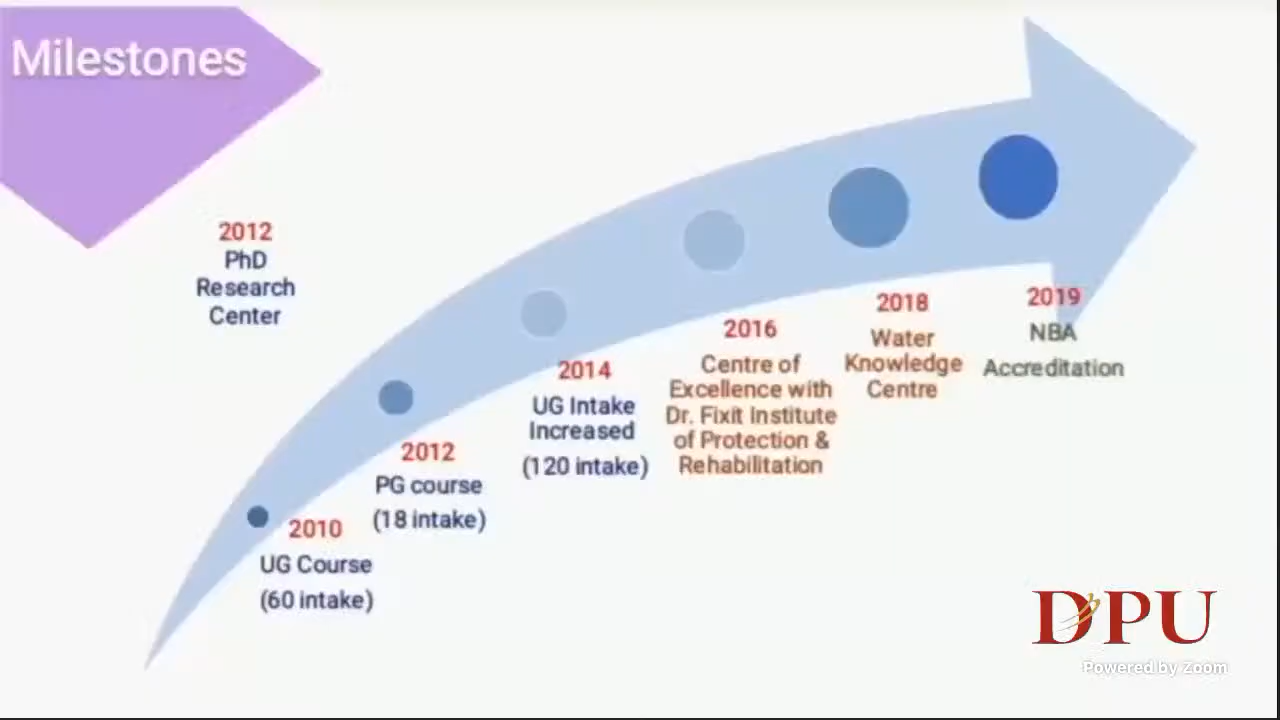 Milestones
2012
PhD
Research
Center
2010
UG Course
(60 intake)
2012
PG course
(18 intake)
2014
UG Intake
Increased
(120 intake)
2016
Centre of
Excellence with
Dr. Fixit Institute
of Protection &
Rehabilitation
2018
Water
Knowledge
Centre
2019
NBA
Accreditation
DPU
Powered by Zoom